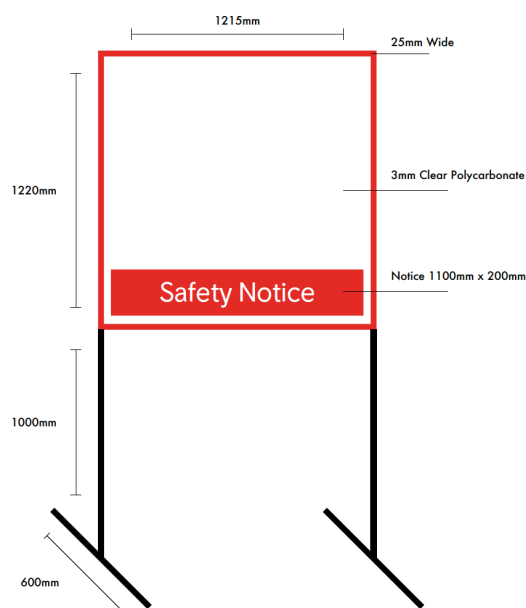 1215mm
25mm Wide
3mm Clear Polycarbonate
1220mm
Notice 1100mm x 200mm
Safety Notice
1000mm
600mm